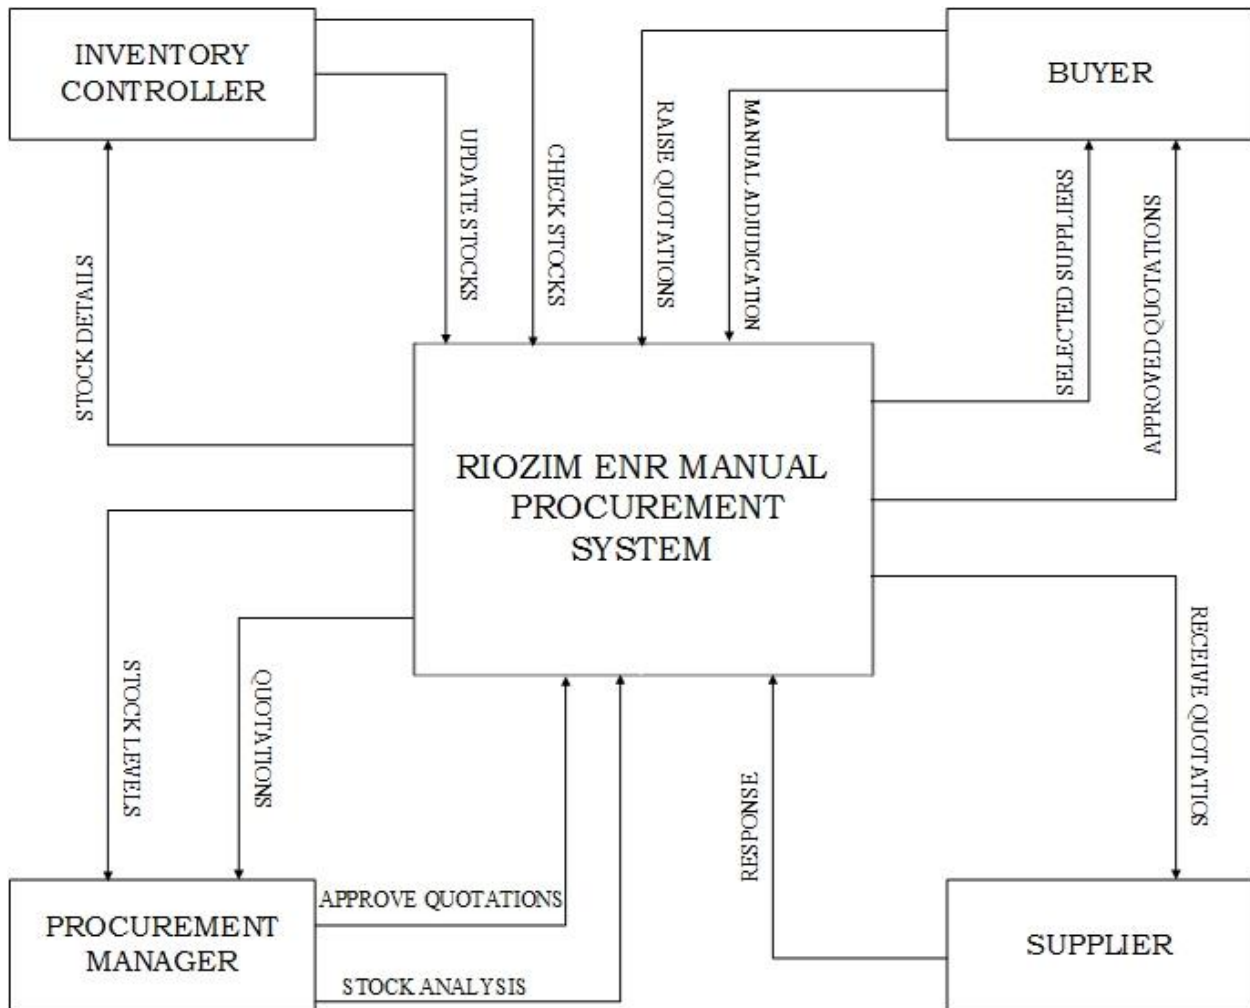 INVENTORY
CONTROLLER
BUYER
UPDATE STOCKS
CHECK STOCKS
RAISE QUOTATIONS
MANUAL ADJUDICATION
SELECTED SUPPLIERS
APPROVED QUOTATIONS
STOCK DETAILS
RIOZIM ENR MANUAL
PROCUREMENT
SYSTEM
STOCK LEVELS
QUOTATIONS
RESPONSE
RECEIVE QUOTATIOS
APPROVE QUOTATIONS
PROCUREMENT
MANAGER
STOCK ANALYSIS
SUPPLIER